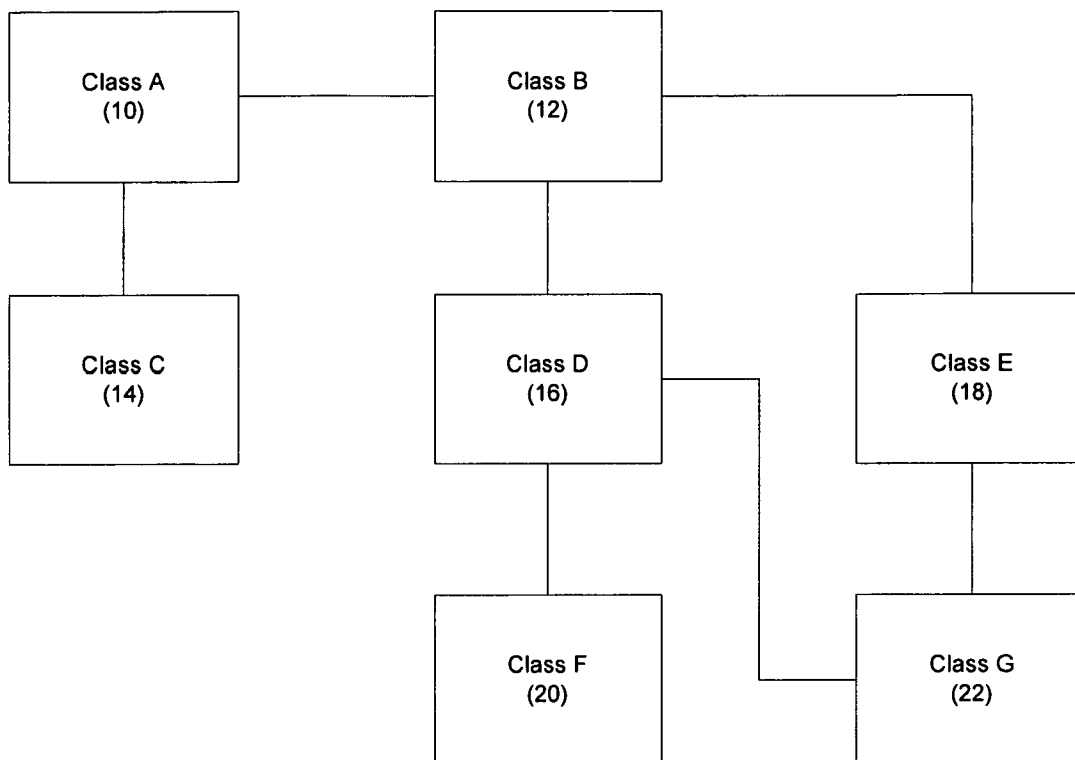 Class A
(10)
Class B
(12)
Class C
(14)
Class D
(16)
Class E
(18)
Class F
(20)
Class G
(22)